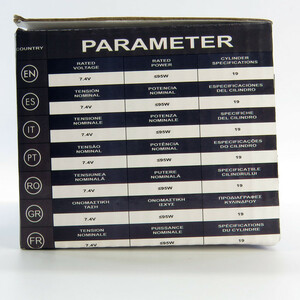 PARAMETER
COUNTRY
RATED VOLTAGE RATED POWER CYLINDER SPECIFICATIONS
EN
7.4V ≤95W 19
TENSIÓN NOMINAL POTENCIA NOMINAL ESPECIFICACIONES DEL CILINDRO
ES
7.4V ≤95W 19
TENSIONE NOMINALE POTENZA NOMINALE SPECIFICHE DEL CILINDRO
IT
7.4V ≤95W 19
TENSÃO NOMINAL POTÊNCIA NOMINAL ESPECIFICAÇÕES DO CILINDRO
PT
7.4V ≤95W 19
TENSIUNEA NOMINALĂ PUTERE NOMINALĂ SPECIFICAȚIILE CILINDRULUI
RO
7.4V ≤95W 19
ΟΝΟΜΑΣΤΙΚΗ ΤΑΣΗ ΟΝΟΜΑΣΤΙΚΗ ΙΣΧΥΣ ΠΡΟΔΙΑΓΡΑΦΕΣ ΚΥΛΙΝΔΡΟΥ
GR
7.4V ≤95W 19
TENSION NOMINALE PUISSANCE NOMINALE SPÉCIFICATIONS DU CYLINDRE
FR
7.4V ≤95W 19